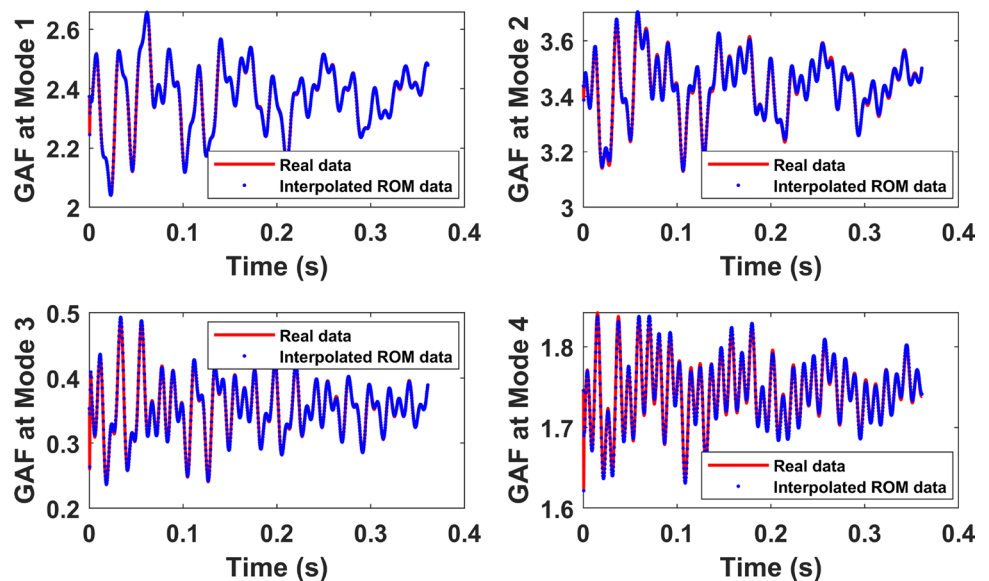 GAF at Mode 1
2.6
2.4
2.2
2
Real data
Interpolated ROM data
0
0.1
0.2
0.3
0.4
Time (s)
GAF at Mode 2
3.6
3.4
3.2
3
Real data
Interpolated ROM data
0
0.1
0.2
0.3
0.4
Time (s)
GAF at Mode 3
0.5
0.4
0.3
0.2
Real data
Interpolated ROM data
0
0.1
0.2
0.3
0.4
Time (s)
GAF at Mode 4
1.8
1.7
1.6
Real data
Interpolated ROM data
0
0.1
0.2
0.3
0.4
Time (s)